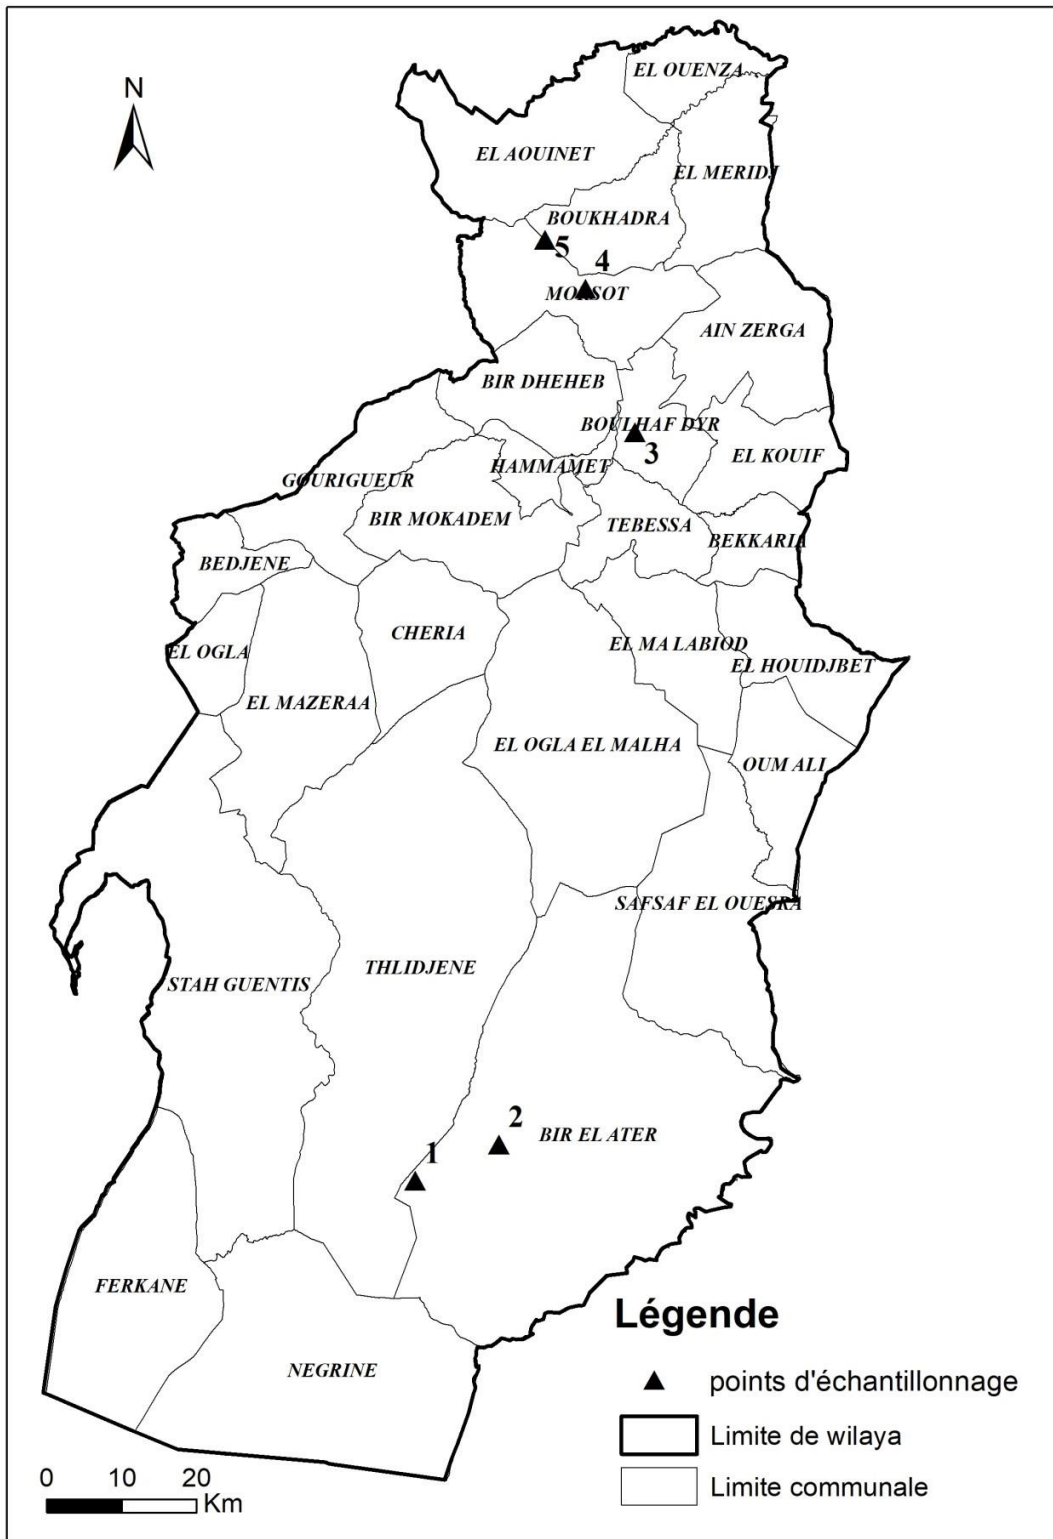 N
EL OUENZA
EL AOUINET
EL MERIDJ
BOUKHADRA
5
4
MORSOT
AIN ZERGA
BIR DHEHEB
BOULHAF DYR
3
EL KOUIF
HAMMAMET
GOURIGUEUR
BIR MOKADEM
TEBESSA
BEKKARIA
BEDJENE
CHERIA
EL MA LABIOD
EL OGLA
EL HOUIDJBET
EL MAZERAA
EL OGLA EL MALHA
OUM ALI
SAFSAF EL OUESRA
THLIDJENE
STAH GUENTIS
2
BIR EL ATER
1
FERKANE
NEGRINE
Légende
points d'échantillonnage
Limite de wilaya
Limite communale
0 10 20
Km